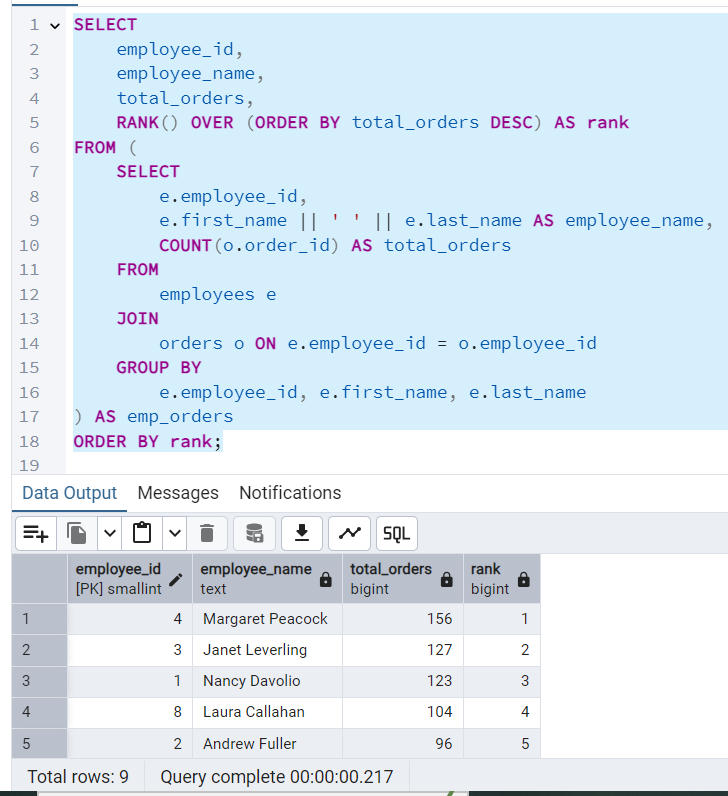 1 SELECT
2 employee_id,
3 employee_name,
4 total_orders,
5 RANK() OVER (ORDER BY total_orders DESC) AS rank
6 FROM (
7 SELECT
8 e.employee_id,
9 e.first_name || ' ' || e.last_name AS employee_name,
10 COUNT(o.order_id) AS total_orders
11 FROM
12 employees e
13 JOIN
14 orders o ON e.employee_id = o.employee_id
15 GROUP BY
16 e.employee_id, e.first_name, e.last_name
17 ) AS emp_orders
18 ORDER BY rank;
19
Data Output Messages Notifications
SQL
employee_id employee_name total_orders rank
[PK] smallint text bigint bigint
1 4 Margaret Peacock 156 1
2 3 Janet Leverling 127 2
3 1 Nancy Davolio 123 3
4 8 Laura Callahan 104 4
5 2 Andrew Fuller 96 5
Total rows: 9 Query complete 00:00:00.217